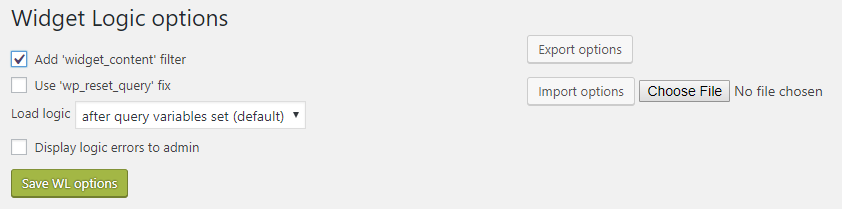 Widget Logic options
Add 'widget_content' filter
Use 'wp_reset_query' fix
Load logic after query variables set (default)
Display logic errors to admin
Save WL options
Export options
Import options Choose File No file chosen